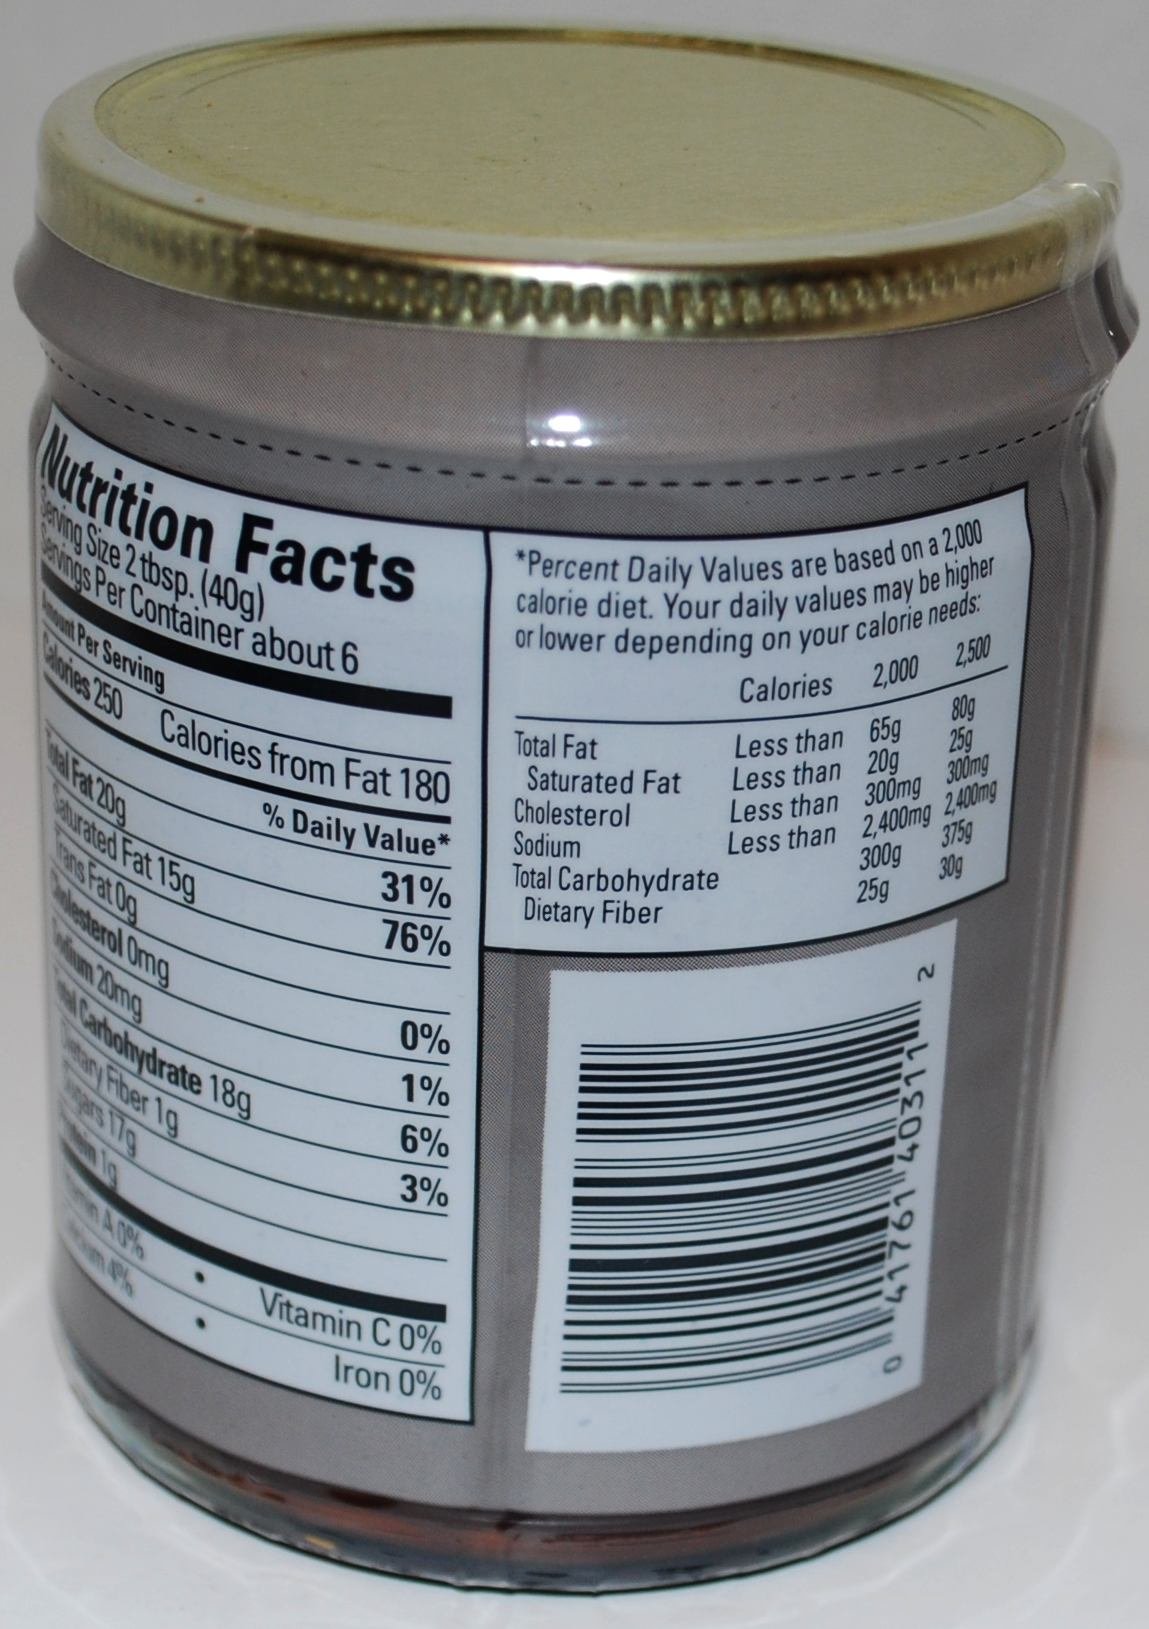 Nutrition Facts
Serving Size 2 tbsp. (40g)
Servings Per Container about 6
Amount Per Serving
Calories 250 Calories from Fat 180
% Daily Value*
Total Fat 20g 31%
Saturated Fat 15g 76%
Trans Fat 0g
Cholesterol 0mg 0%
Sodium 20mg 1%
Total Carbohydrate 18g 6%
Dietary Fiber 1g 3%
Sugars 17g
Protein 1g
Vitamin A 0% • Vitamin C 0%
Calcium 4% • Iron 0%
*Percent Daily Values are based on a 2,000
calorie diet. Your daily values may be higher
or lower depending on your calorie needs:
Calories 2,000 2,500
Total Fat Less than 65g 80g
Saturated Fat Less than 20g 25g
Cholesterol Less than 300mg 300mg
Sodium Less than 2,400mg 2,400mg
Total Carbohydrate 300g 375g
Dietary Fiber 25g 30g
0 41761 40311 2